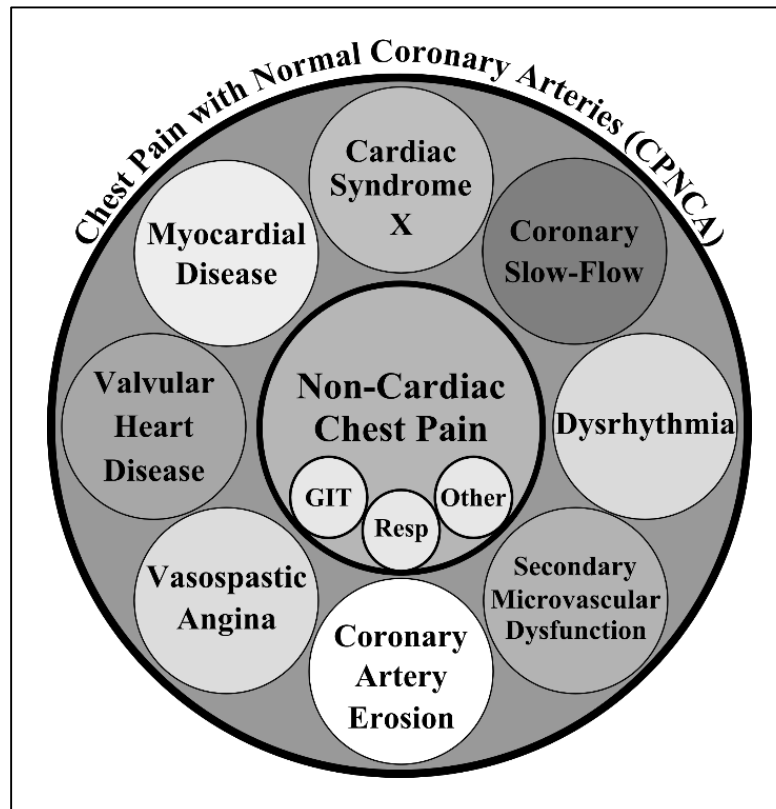 Chest Pain with Normal Coronary Arteries (CPNCA)
Cardiac
Syndrome
X
Myocardial
Disease
Coronary
Slow-Flow
Valvular
Heart
Disease
Non-Cardiac
Chest Pain
GIT
Resp
Other
Dysrhythmia
Vasospastic
Angina
Coronary
Artery
Erosion
Secondary
Microvascular
Dysfunction